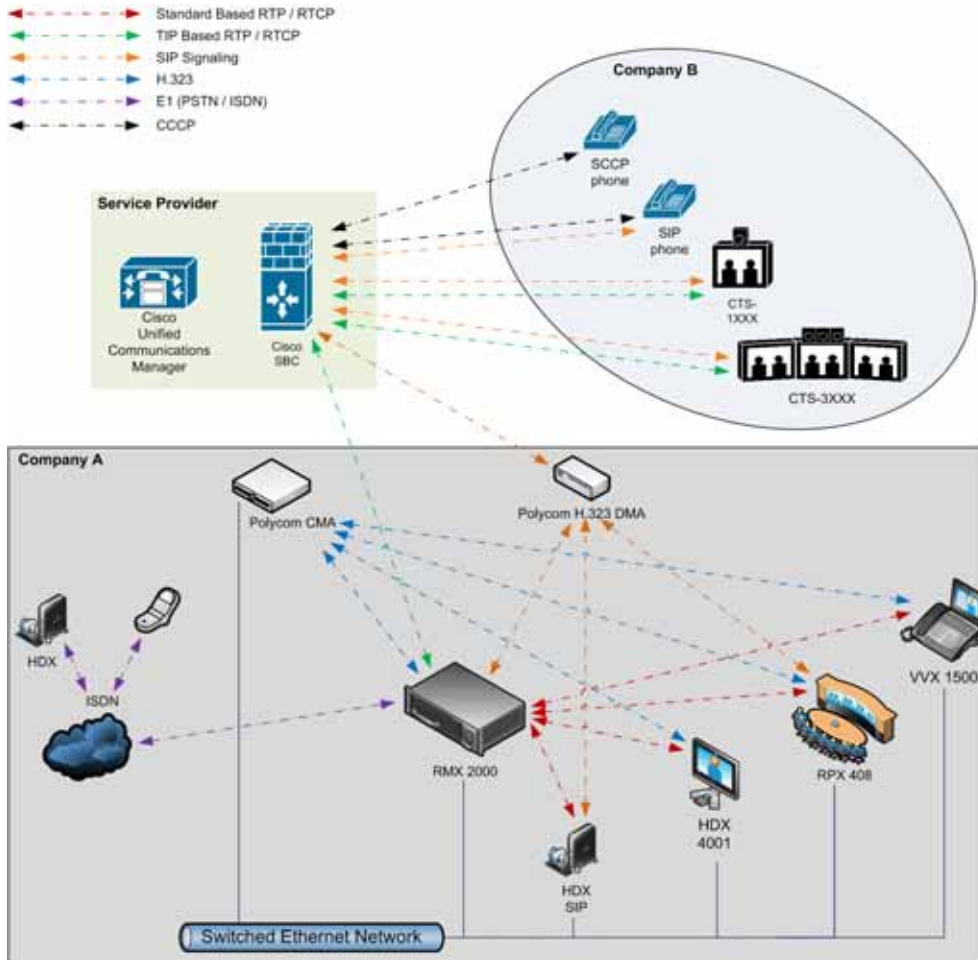 Standard Based RTP / RTCP
TIP Based RTP / RTCP
SIP Signaling
H.323
E1 (PSTN / ISDN)
CCCP
Company B
SCCP
phone
SIP
phone
CTS-
1XXX
CTS-3XXX
Service Provider
Cisco
Unified
Communications
Manager
Cisco
SBC
Company A
Polycom CMA
Polycom H.323 DMA
HDX
ISDN
VVX 1500
RMX 2000
RPX 408
HDX
4001
HDX
SIP
Switched Ethernet Network